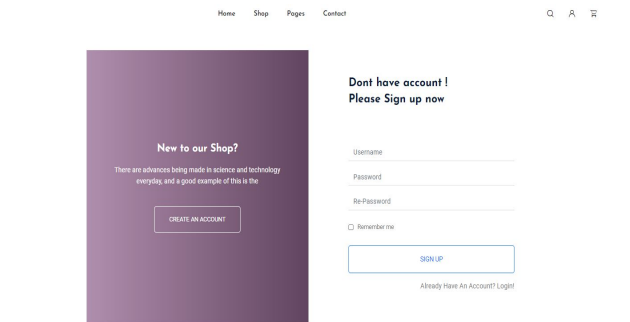 Home Shop Pages Contact
New to our Shop?
There are advances being made in science and technology
everyday, and a good example of this is the
CREATE AN ACCOUNT
Dont have account !
Please Sign up now
Username
Password
Re-Password
Remember me
SIGN UP
Already Have An Account? Login!